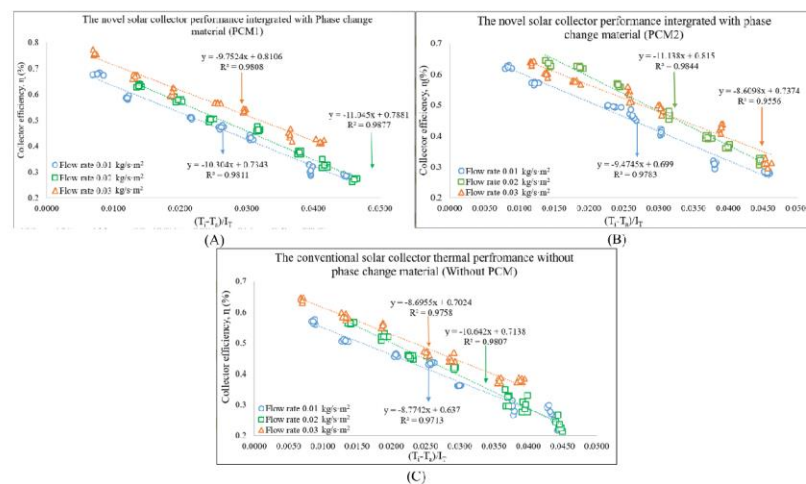 The novel solar collector performance intergrated with Phase change
material (PCM1)
(A)
Colector efficiency, η (%)
0.8
0.7
0.6
0.5
0.4
0.3
0.2
y = -9.7524x + 0.8106
R² = 0.9808
y = -11.045x + 0.7881
R² = 0.9877
y = -10.304x + 0.7343
R² = 0.9811
Flow rate 0.01 kg/s·m²
Flow rate 0.02 kg/s·m²
Flow rate 0.03 kg/s·m²
0.0000 0.0100 0.0200 0.0300 0.0400 0.0500
(Ti-Ta)/IT
(A)
The novel solar collector performance intergrated with phase
change material (PCM2)
(B)
Collector efficiency, η(%)
0.7
0.6
0.5
0.4
0.3
0.2
y = -11.138x + 0.815
R² = 0.9844
y = -8.6098x + 0.7374
R² = 0.9556
y = -9.4745x + 0.699
R² = 0.9783
Flow rate 0.01 kg/s·m²
Flow rate 0.02 kg/s·m²
Flow rate 0.03 kg/s·m²
0.0000 0.0050 0.0100 0.0150 0.0200 0.0250 0.0300 0.0350 0.0400 0.0450 0.0500
(Ti-Ta)/IT
(B)
The conventional solar collector thermal perfromance without
phase change material (Without PCM)
Collector efficiency, η (%)
0.7
0.6
0.5
0.4
0.3
0.2
y = -8.6955x + 0.7024
R² = 0.9758
y = -10.642x + 0.7138
R² = 0.9807
y = -8.7742x + 0.637
R² = 0.9713
Flow rate 0.01 kg/s·m²
Flow rate 0.02 kg/s·m²
Flow rate 0.03 kg/s·m²
0.0000 0.0050 0.0100 0.0150 0.0200 0.0250 0.0300 0.0350 0.0400 0.0450 0.0500
(Ti-Ta)/IT
(C)